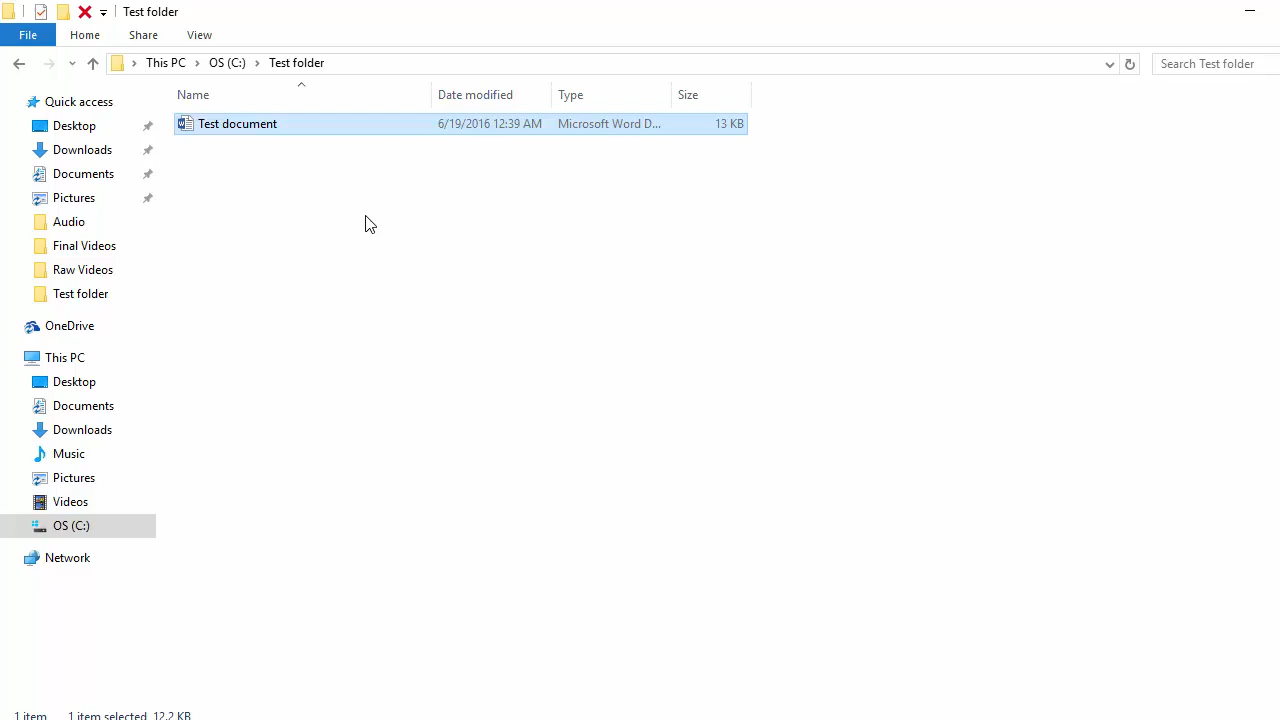 Test folder
File Home Share View
This PC OS (C:) Test folder Search Test folder
Name Date modified Type Size
Test document 6/19/2016 12:39 AM Microsoft Word D... 13 KB
Quick access
Desktop
Downloads
Documents
Pictures
Audio
Final Videos
Raw Videos
Test folder
OneDrive
This PC
Desktop
Documents
Downloads
Music
Pictures
Videos
OS (C:)
Network
1 item 1 item selected 12.2 KB